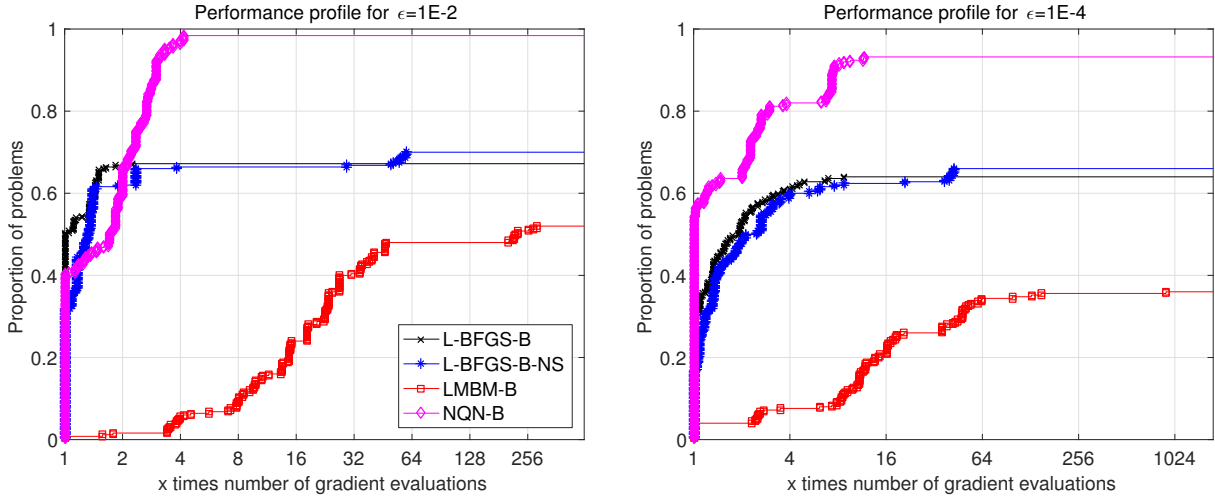 Performance profile for ϵ=1E-2
Proportion of problems
1
0.8
0.6
0.4
0.2
0
L-BFGS-B
L-BFGS-B-NS
LMBM-B
NQN-B
1 2 4 8 16 32 64 128 256
x times number of gradient evaluations
Performance profile for ϵ=1E-4
Proportion of problems
1
0.8
0.6
0.4
0.2
0
1 4 16 64 256 1024
x times number of gradient evaluations